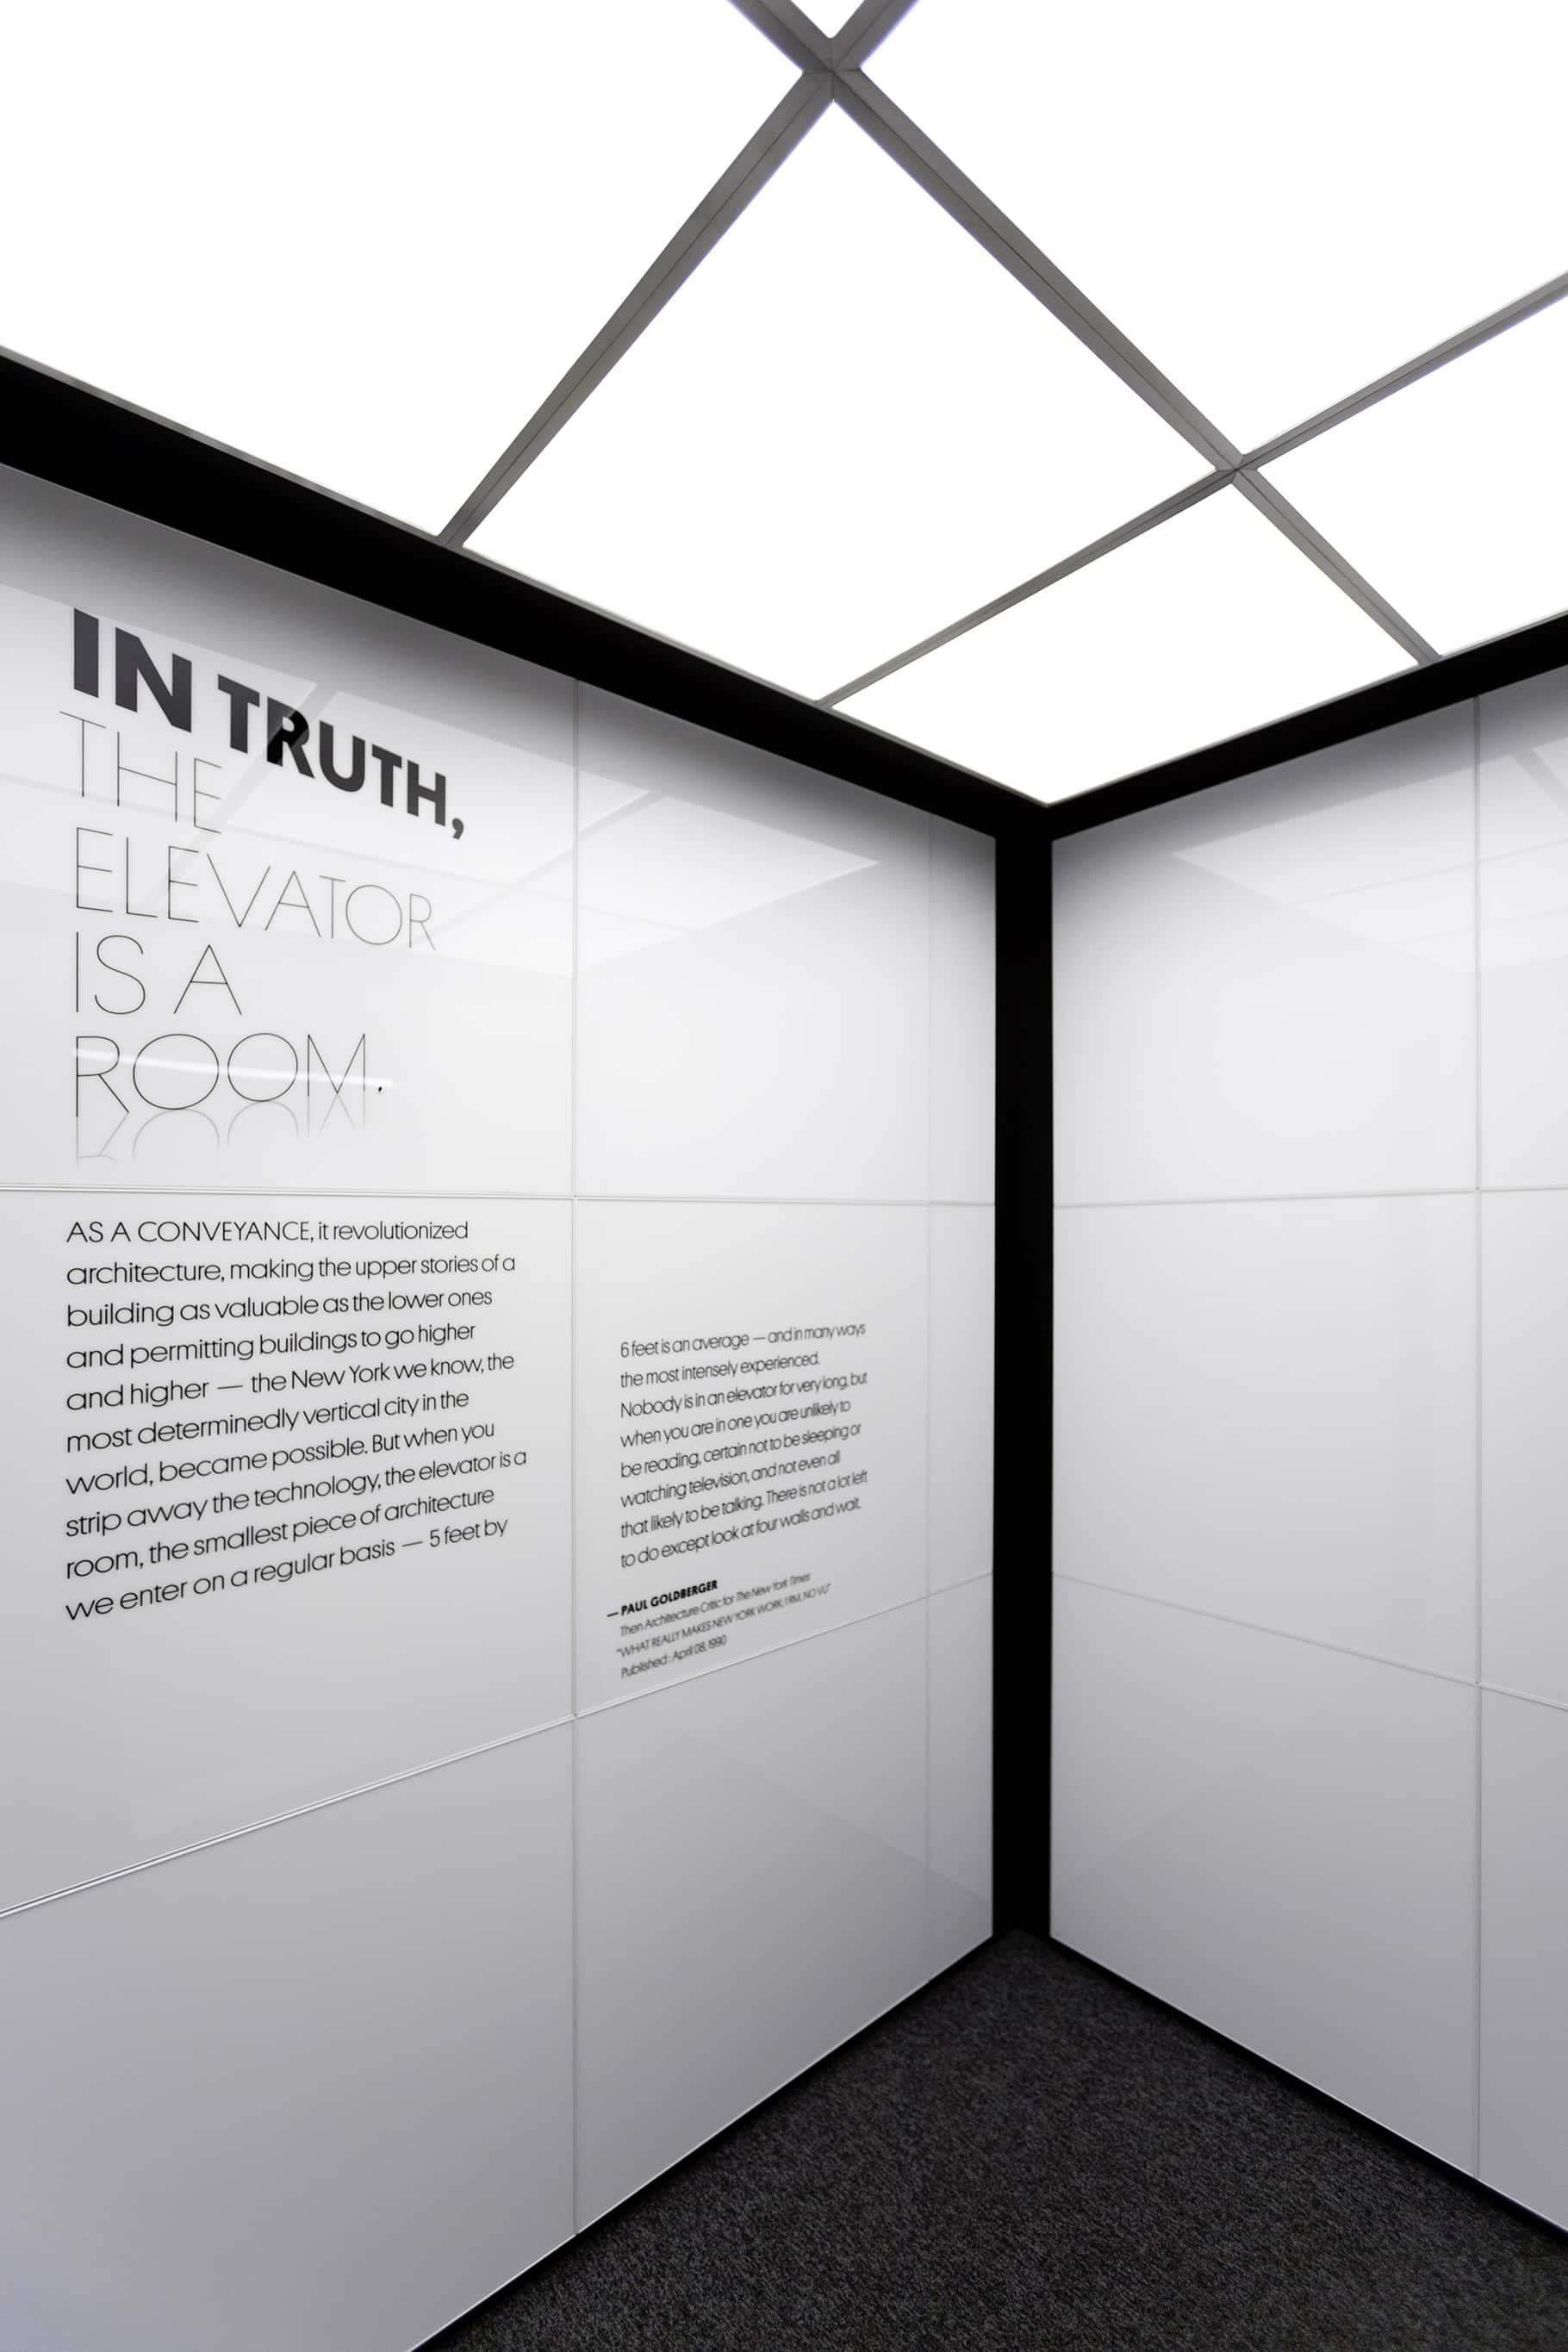 IN TRUTH,
THE
ELEVATOR
IS A
ROOM.
AS A CONVEYANCE, it revolutionized
architecture, making the upper stories of a
building as valuable as the lower ones
and permitting buildings to go higher
and higher — the New York we know, the
most determinedly vertical city in the
world, became possible. But when you
strip away the technology, the elevator is a
room, the smallest piece of architecture
we enter on a regular basis — 5 feet by
6 feet is an average — and in many ways
the most intensely experienced.
Nobody is in an elevator for very long, but
when you are in one you are unlikely to
be reading, certain not to be sleeping or
watching television, and not even all
that likely to be talking. There is not a lot left
to do except look at four walls and wait.
— PAUL GOLDBERGER
Then Architecture Critic for The New York Times
"WHAT REALLY MAKES NEW YORK WORK, I RM, NO VU"
Published: April 08, 1990